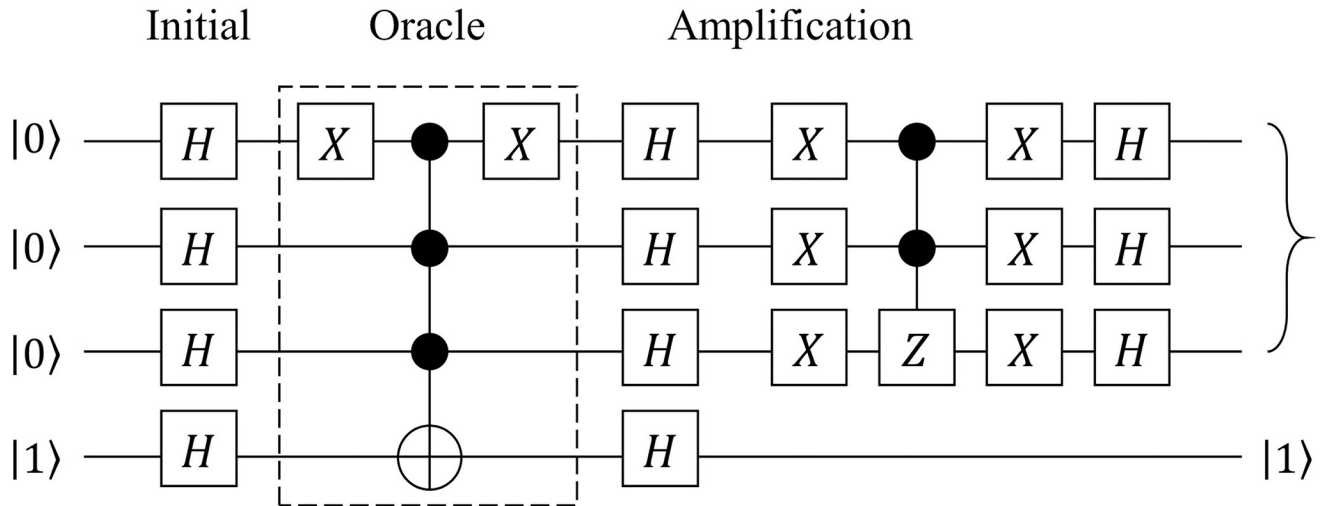 Initial Oracle Amplification
|0⟩ H X X H X X H
|0⟩ H H X X H
|0⟩ H H X Z X H
|1⟩ H H |1⟩